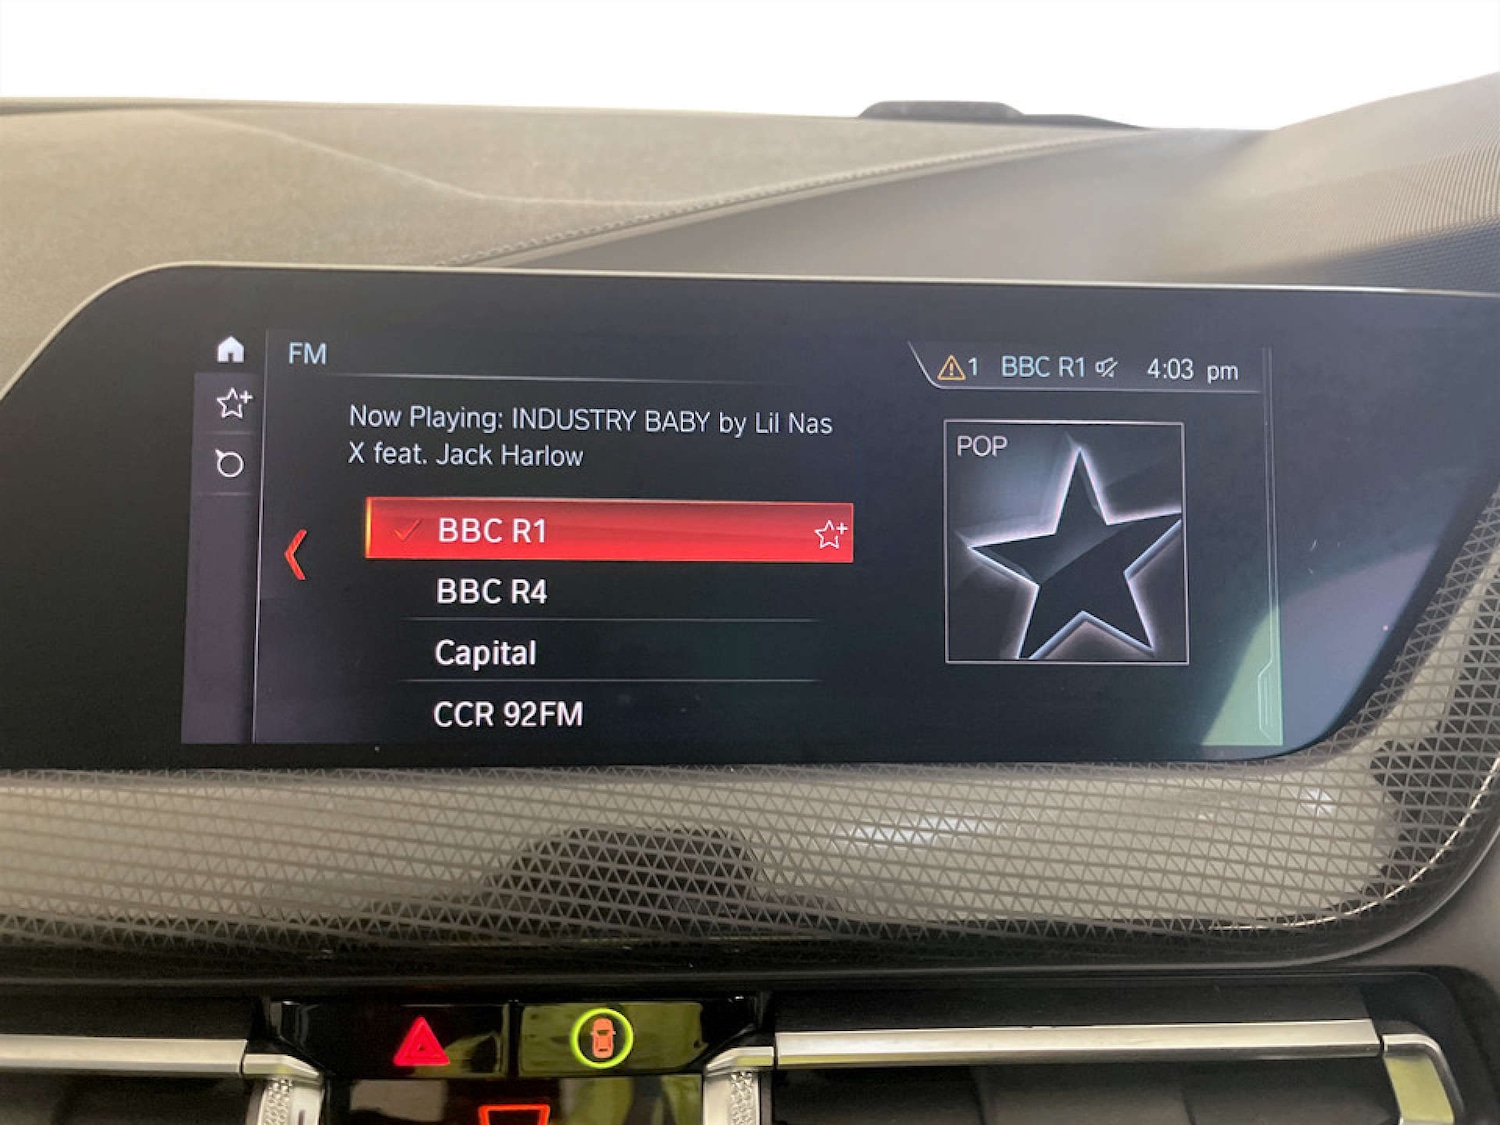 FM
1 BBC R1 4:03 pm
Now Playing: INDUSTRY BABY by Lil Nas
X feat. Jack Harlow
POP
BBC R1
BBC R4
Capital
CCR 92FM